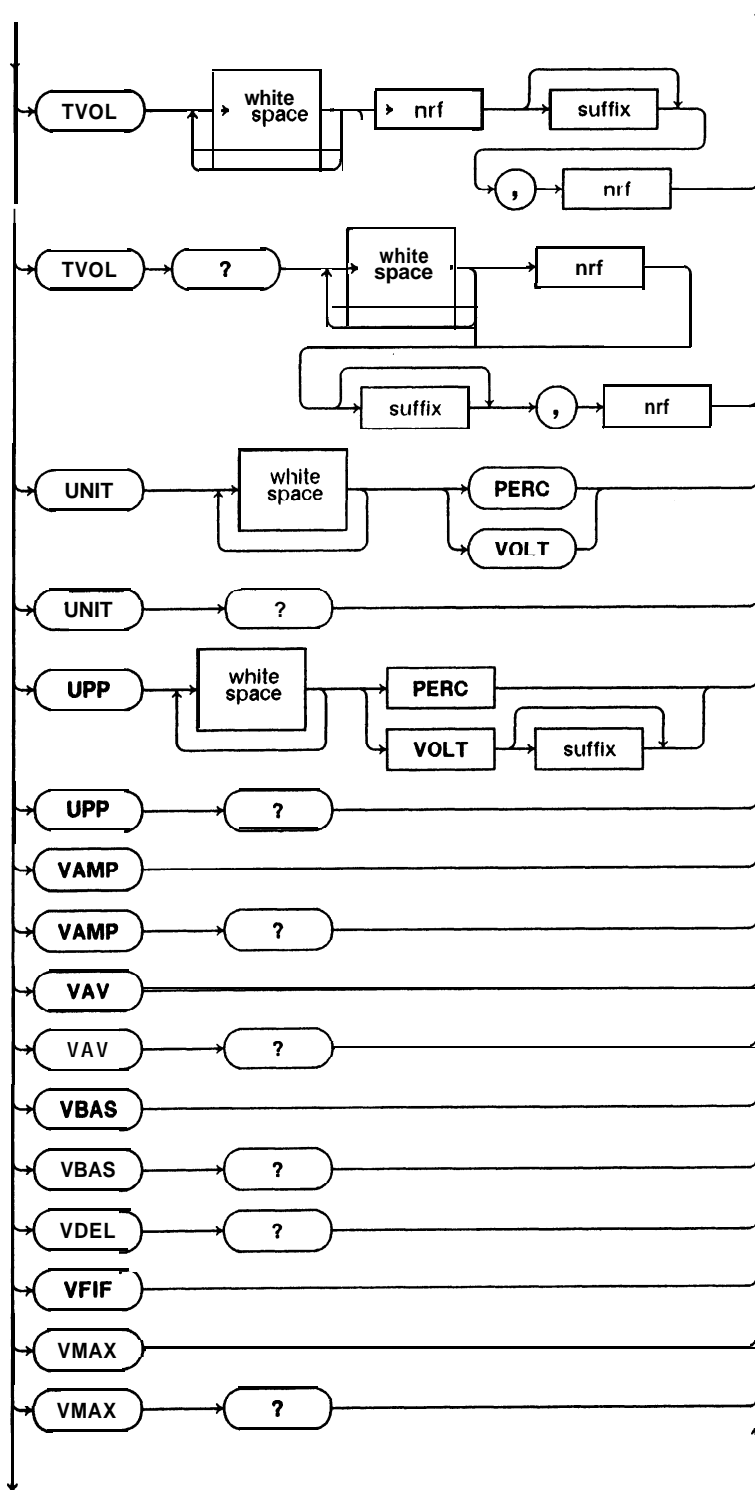 TVOL white space nrf suffix
, nrf
TVOL ? white space nrf
suffix , nrf
UNIT white space PERC
VOLT
UNIT ?
UPP white space PERC
VOLT suffix
UPP ?
VAMP
VAMP ?
VAV
VAV ?
VBAS
VBAS ?
VDEL ?
VFIF
VMAX
VMAX ?